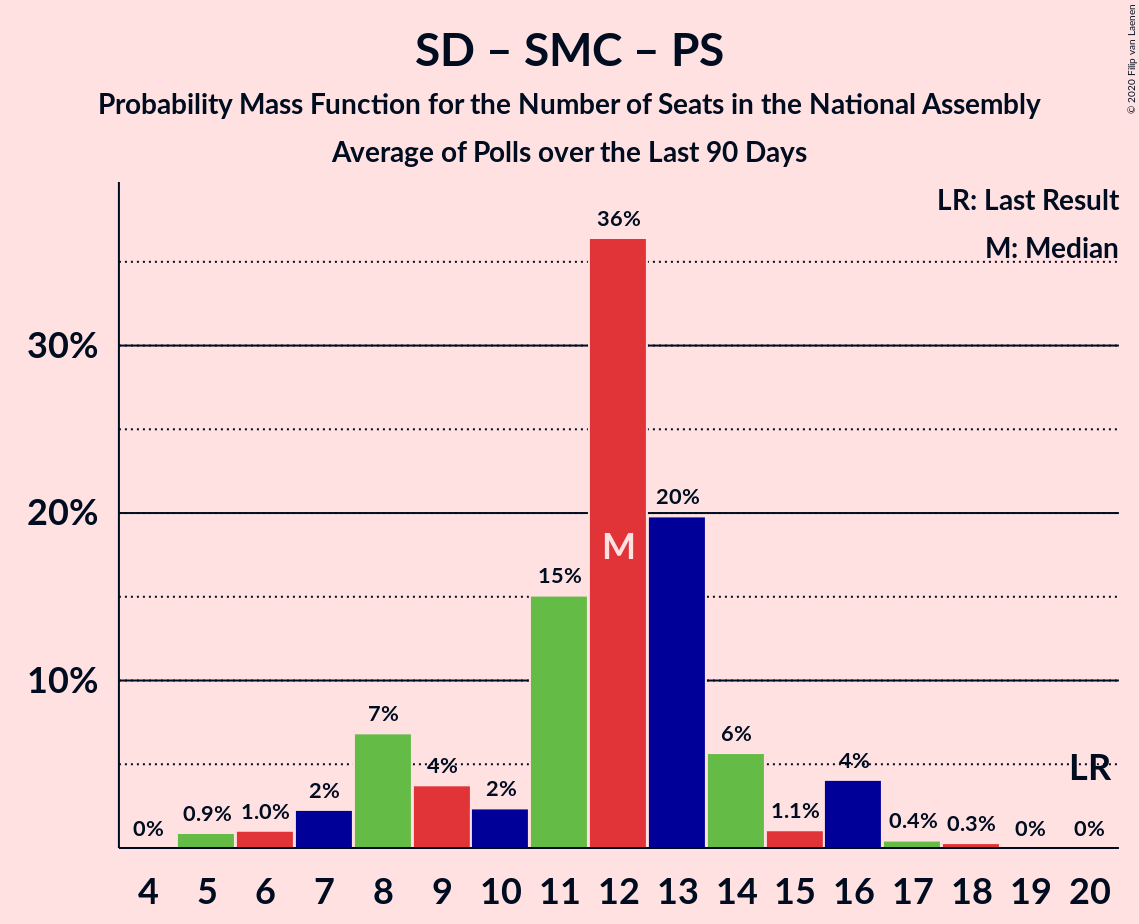 SD – SMC – PS
Probability Mass Function for the Number of Seats in the National Assembly
Average of Polls over the Last 90 Days
© 2020 Filip van Laenen
LR: Last Result
M: Median
30%
20%
10%
0%
0.9%
1.0%
2%
7%
4%
2%
15%
36%
M
20%
6%
1.1%
4%
0.4%
0.3%
0%
LR
0%
4 5 6 7 8 9 10 11 12 13 14 15 16 17 18 19 20